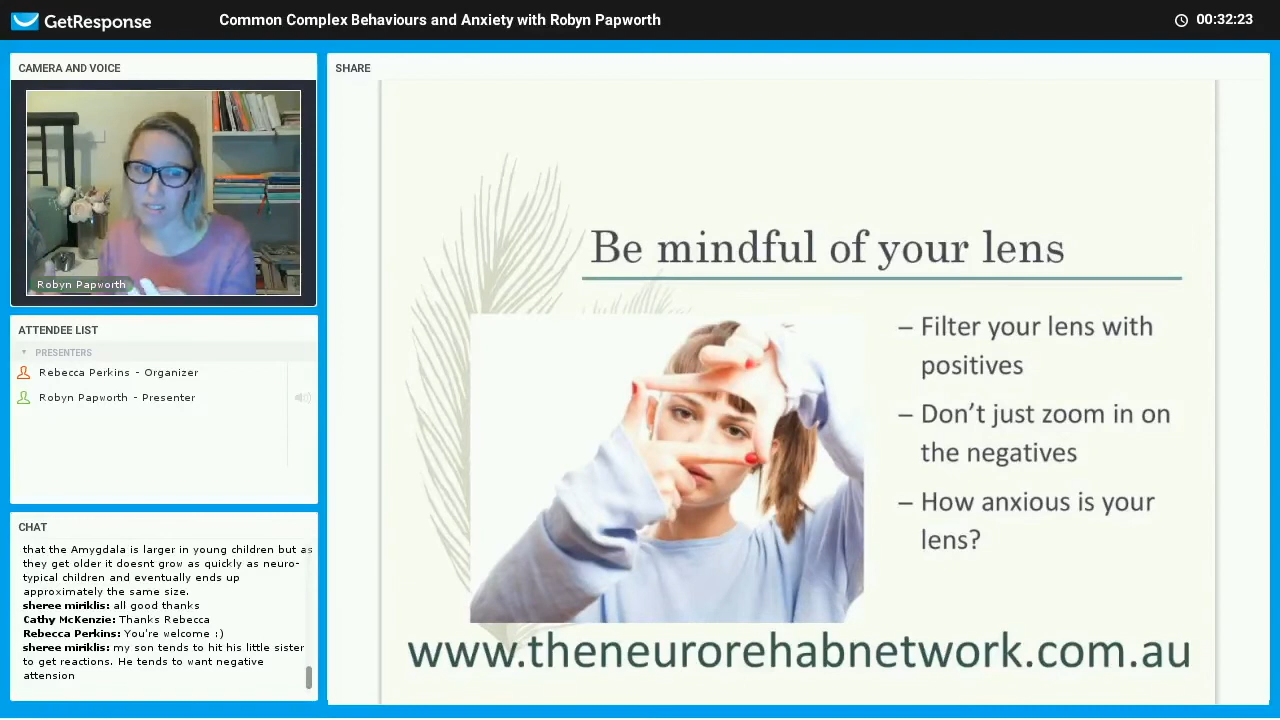 GetResponse
Common Complex Behaviours and Anxiety with Robyn Papworth
00:32:23
CAMERA AND VOICE
Robyn Papworth
ATTENDEE LIST
PRESENTERS
Rebecca Perkins - Organizer
Robyn Papworth - Presenter
CHAT
that the Amygdala is larger in young children but as
they get older it doesnt grow as quickly as neuro-
typical children and eventually ends up
approximately the same size.
sheree miriklis: all good thanks
Cathy McKenzie: Thanks Rebecca
Rebecca Perkins: You're welcome :)
sheree miriklis: my son tends to hit his little sister
to get reactions. He tends to want negative
attension
SHARE
Be mindful of your lens
– Filter your lens with
positives
– Don't just zoom in on
the negatives
– How anxious is your
lens?
www.theneurorehabnetwork.com.au